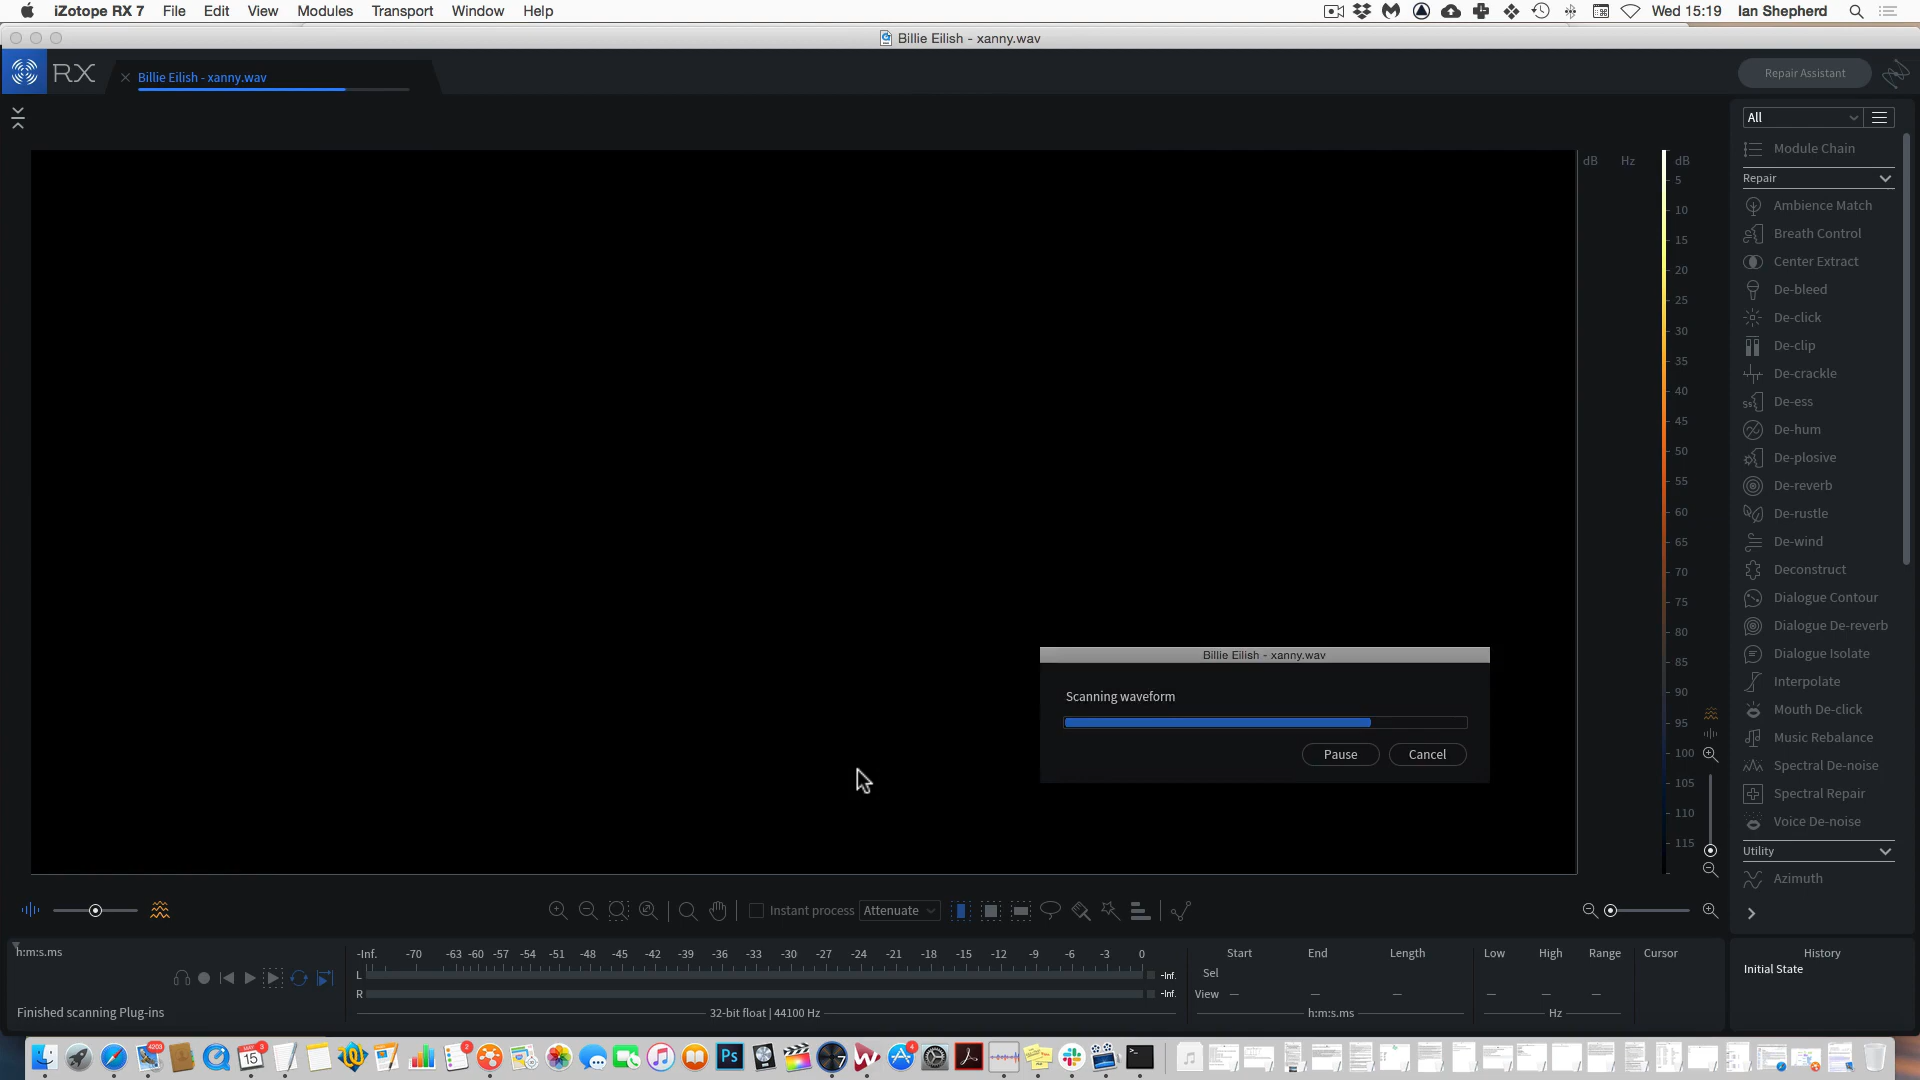 iZotope RX 7 File Edit View Modules Transport Window Help Wed 15:19 Ian Shepherd
Billie Eilish - xanny.wav
RX
Billie Eilish - xanny.wav
Repair Assistant
All
Module Chain
Repair
Ambience Match
Breath Control
Center Extract
De-bleed
De-click
De-clip
De-crackle
De-ess
De-hum
De-plosive
De-reverb
De-rustle
De-wind
Deconstruct
Dialogue Contour
Dialogue De-reverb
Dialogue Isolate
Interpolate
Mouth De-click
Music Rebalance
Spectral De-noise
Spectral Repair
Voice De-noise
Utility
Azimuth
dB Hz dB
5
10
15
20
25
30
35
40
45
50
55
60
65
70
75
80
85
90
95
100
105
110
115
Billie Eilish - xanny.wav
Scanning waveform
Pause Cancel
Instant process Attenuate
h:m:s.ms
Finished scanning Plug-ins
-Inf. -70 -63 -60 -57 -54 -51 -48 -45 -42 -39 -36 -33 -30 -27 -24 -21 -18 -15 -12 -9 -6 -3 0
L -Inf.
R -Inf.
32-bit float | 44100 Hz
Start End Length Low High Range Cursor
Sel
View — — — — — —
h:m:s.ms Hz
History
Initial State
4203
MAY
15
3
2
Ps
7
4